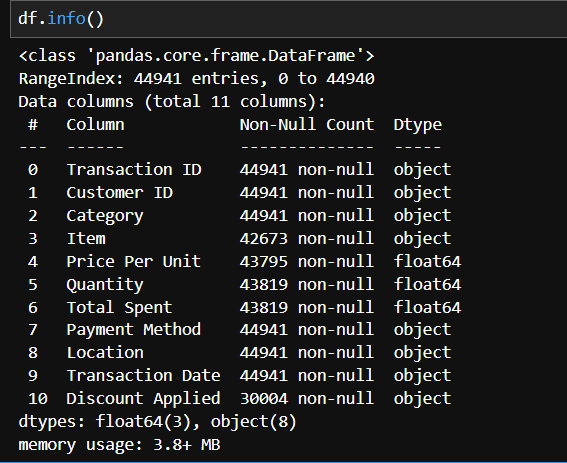 df.info()
<class 'pandas.core.frame.DataFrame'>
RangeIndex: 44941 entries, 0 to 44940
Data columns (total 11 columns):
 #   Column            Non-Null Count  Dtype
---  ------            --------------  -----
 0   Transaction ID    44941 non-null  object
 1   Customer ID       44941 non-null  object
 2   Category          44941 non-null  object
 3   Item              42673 non-null  object
 4   Price Per Unit    43795 non-null  float64
 5   Quantity          43819 non-null  float64
 6   Total Spent       43819 non-null  float64
 7   Payment Method    44941 non-null  object
 8   Location          44941 non-null  object
 9   Transaction Date  44941 non-null  object
 10  Discount Applied  30004 non-null  object
dtypes: float64(3), object(8)
memory usage: 3.8+ MB